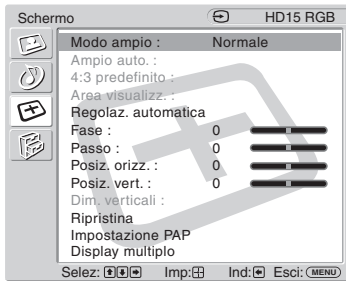 Schermo HD15 RGB
Modo ampio : Normale
Ampio auto. :
4:3 predefinito :
Area visualizz. :
Regolaz. automatica
Fase : 0
Passo : 0
Posiz. orizz. : 0
Posiz. vert. : 0
Dim. verticali :
Ripristina
Impostazione PAP
Display multiplo
Selez: Imp: Ind: Esci: MENU